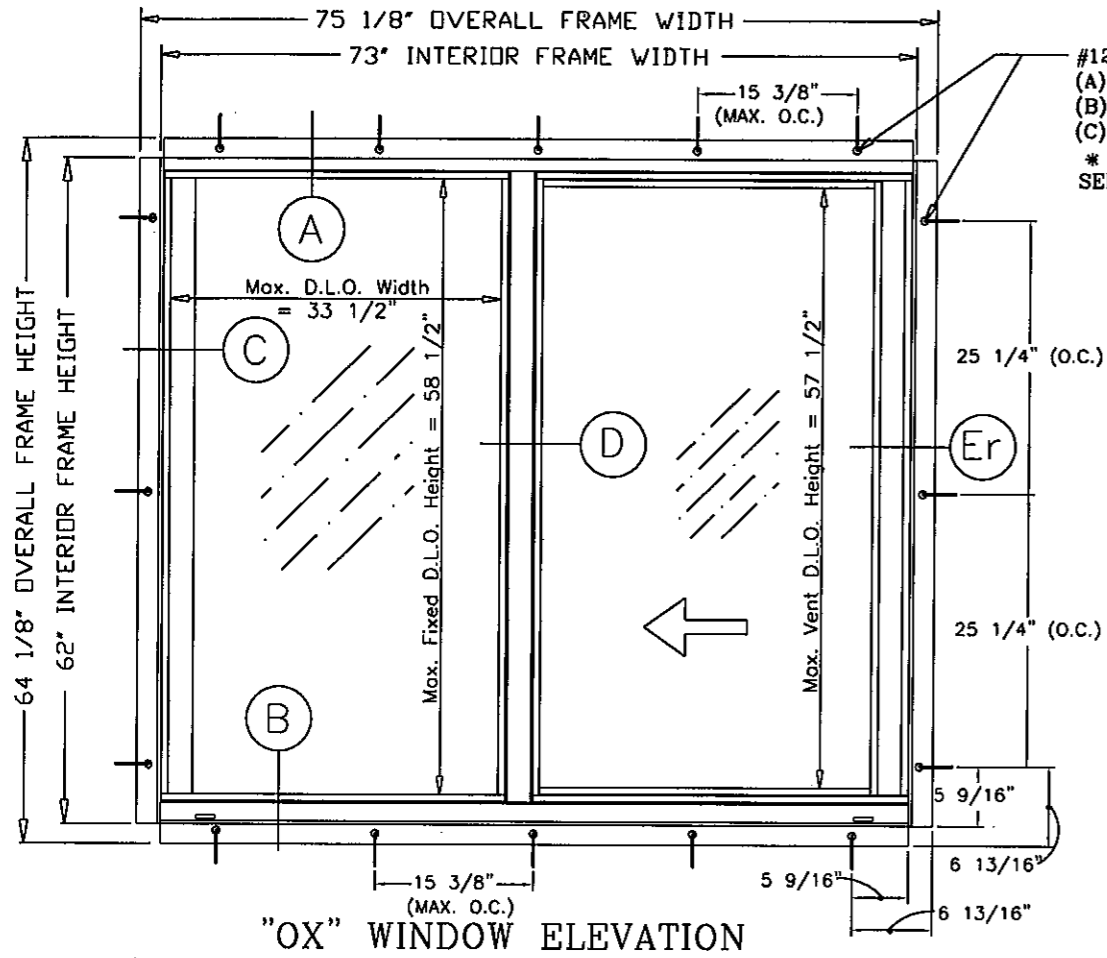 75 1/8" OVERALL FRAME WIDTH
73" INTERIOR FRAME WIDTH
#12
(A)
(B)
(C)
*
15 3/8"
(MAX. O.C.)
A
Max. D.L.O. Width
= 33 1/2"
C
64 1/8" OVERALL FRAME HEIGHT
62" INTERIOR FRAME HEIGHT
Max. Fixed D.L.O. Height = 58 1/2"
D
Max. Vent D.L.O. Height = 57 1/2"
Er
25 1/4" (O.C.)
25 1/4" (O.C.)
B
5 9/16"
6 13/16"
15 3/8"
(MAX. O.C.)
5 9/16"
6 13/16"
"OX" WINDOW ELEVATION